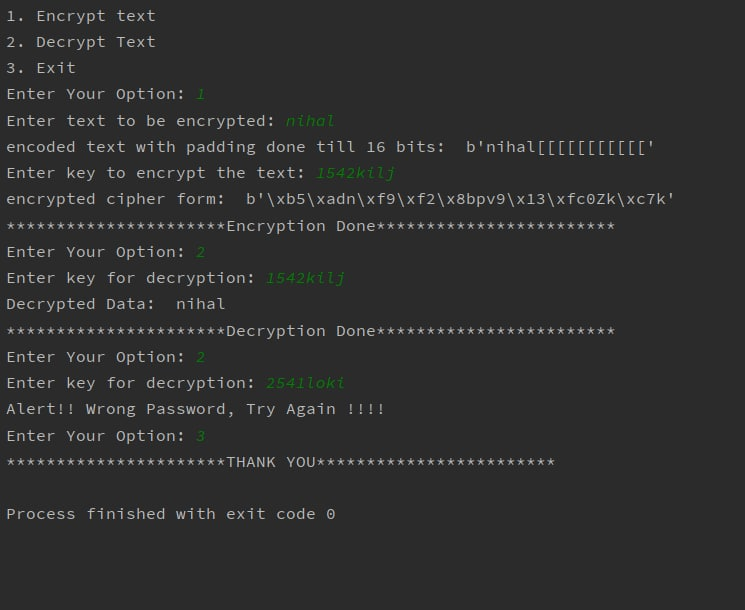 1. Encrypt text
2. Decrypt Text
3. Exit
Enter Your Option: 1
Enter text to be encrypted: nihal
encoded text with padding done till 16 bits:  b'nihal[[[[[[[[[[['
Enter key to encrypt the text: 1542kilj
encrypted cipher form:  b'\xb5\xadn\xf9\xf2\x8bpv9\x13\xfc0Zk\xc7k'
**********************Encryption Done************************
Enter Your Option: 2
Enter key for decryption: 1542kilj
Decrypted Data:  nihal
**********************Decryption Done************************
Enter Your Option: 2
Enter key for decryption: 2541loki
Alert!! Wrong Password, Try Again !!!!
Enter Your Option: 3
**********************THANK YOU************************
Process finished with exit code 0